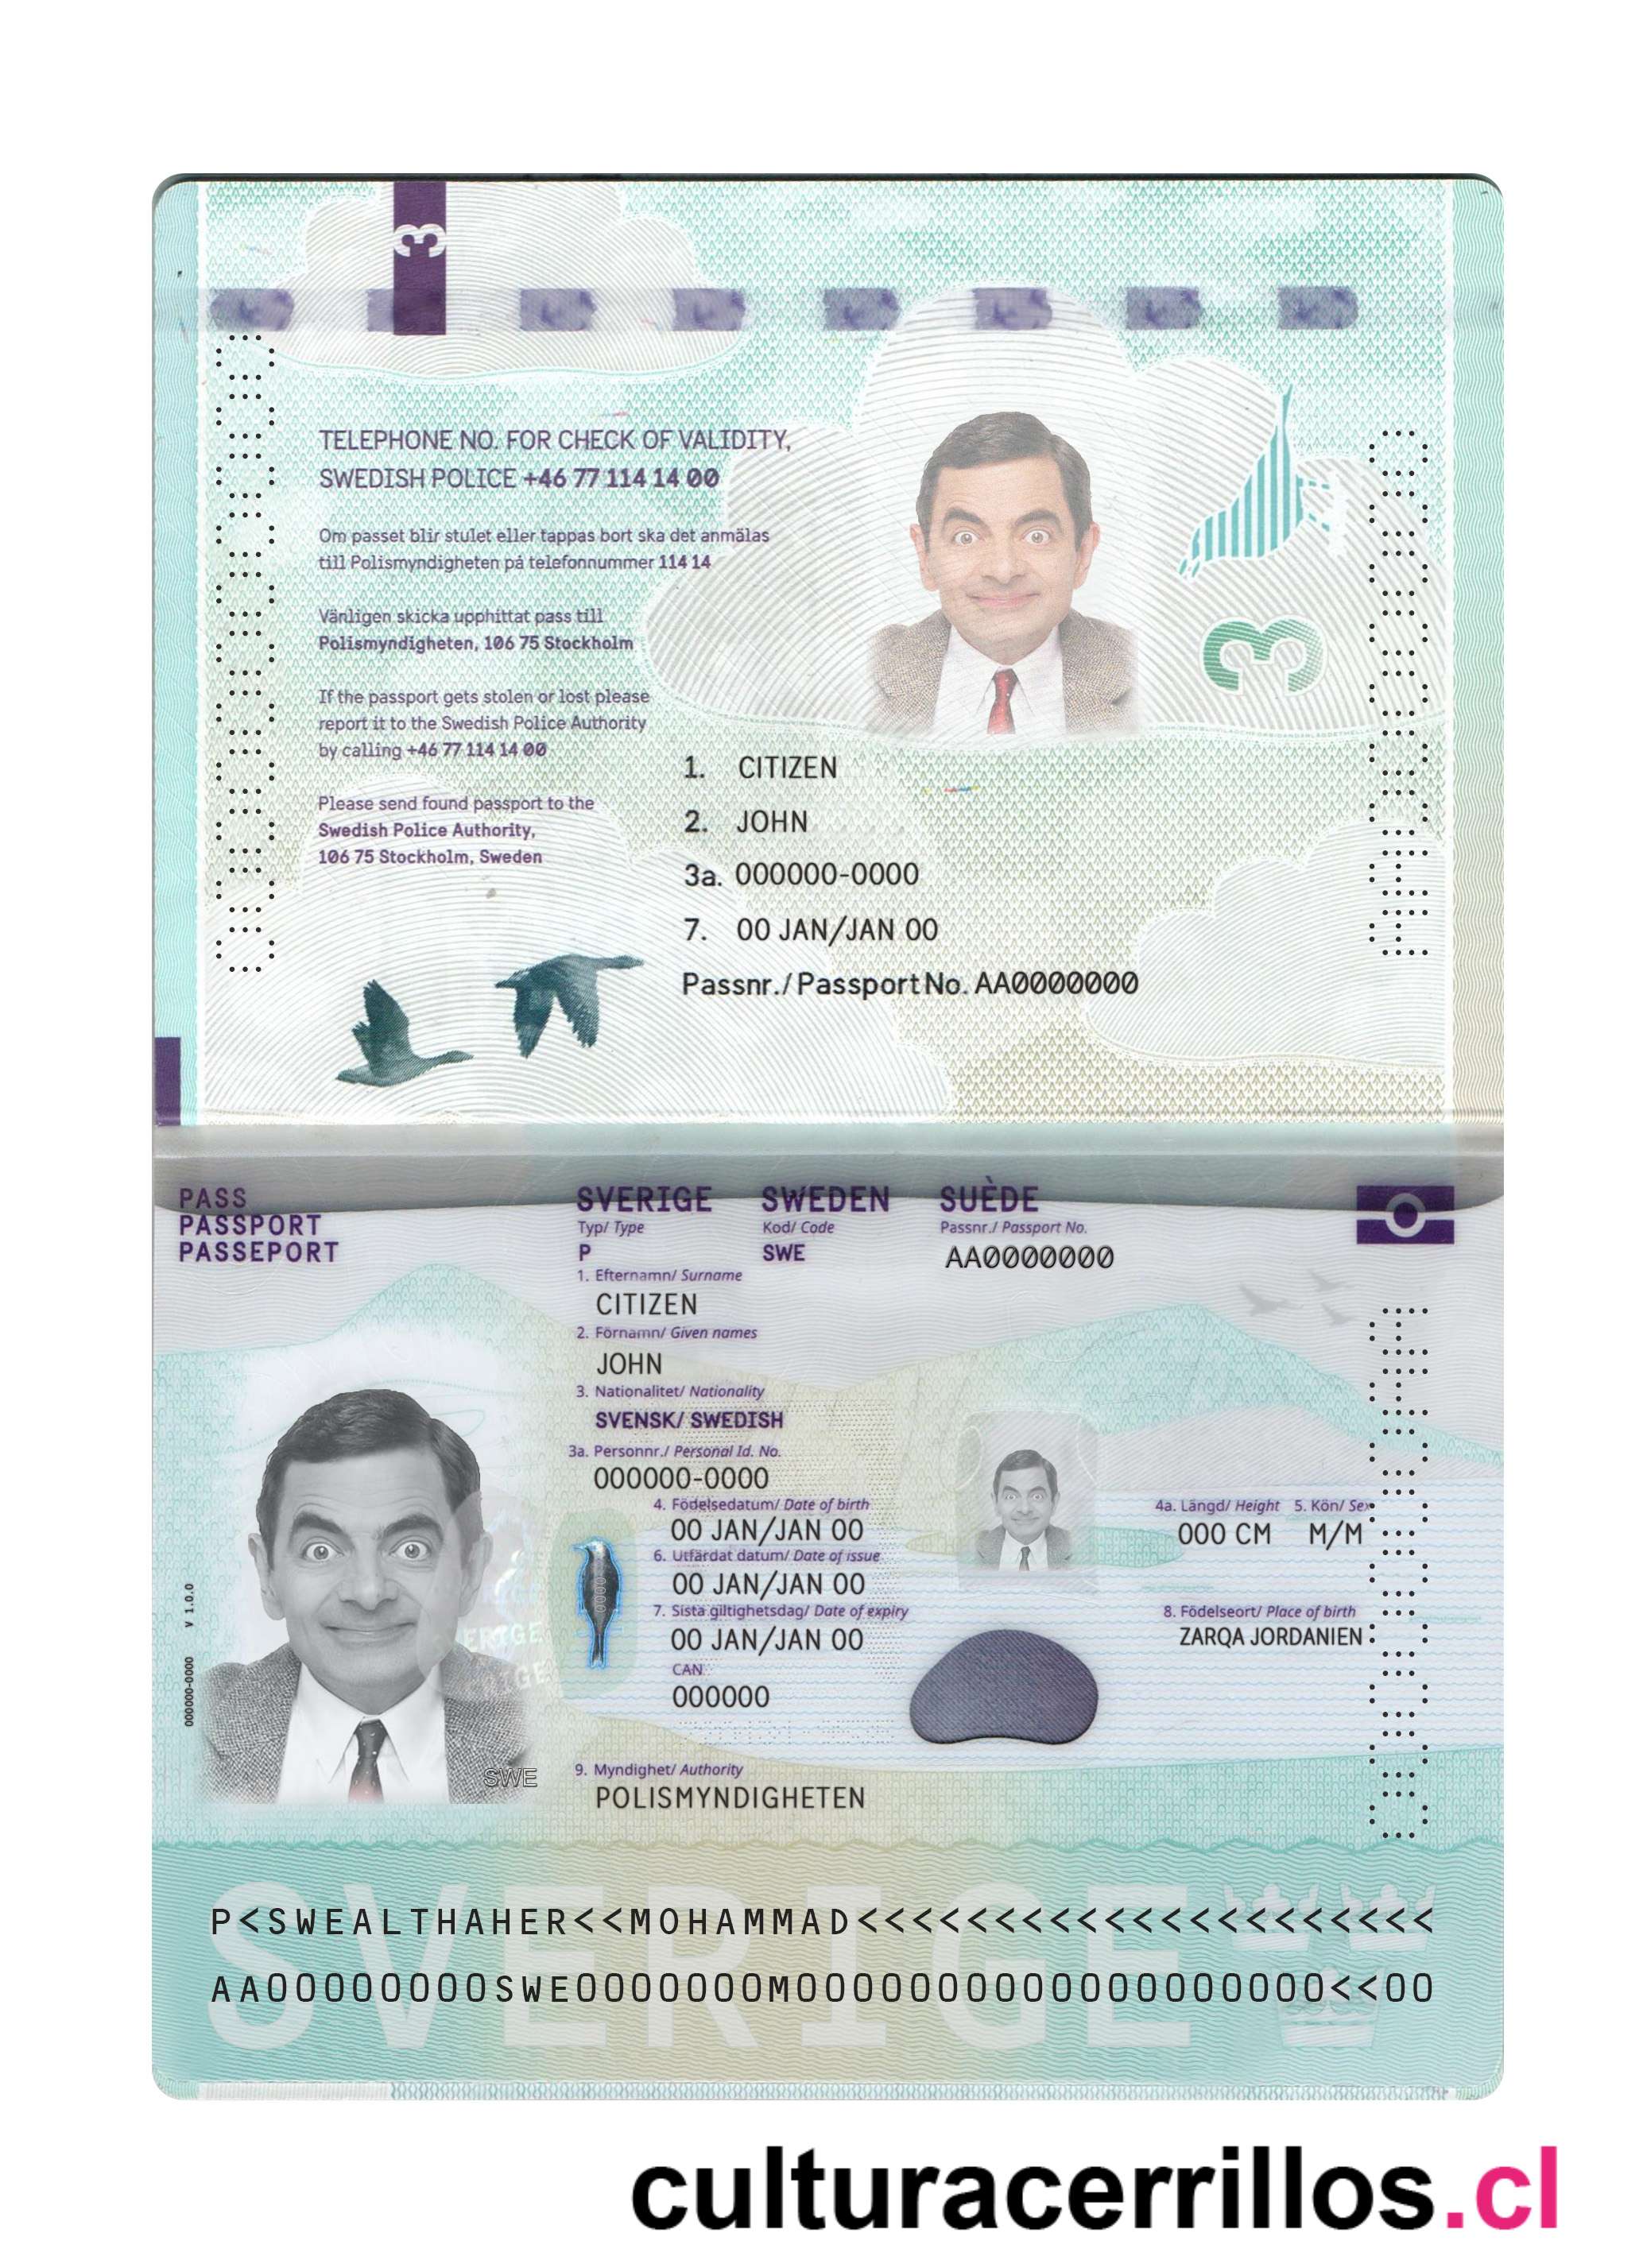 3
TELEPHONE NO. FOR CHECK OF VALIDITY,
SWEDISH POLICE +46 77 114 14 00
Om passet blir stulet eller tappas bort ska det anmälas
till Polismyndigheten på telefonnummer 114 14
Vänligen skicka upphittat pass till
Polismyndigheten, 106 75 Stockholm
If the passport gets stolen or lost please
report it to the Swedish Police Authority
by calling +46 77 114 14 00
Please send found passport to the
Swedish Police Authority,
106 75 Stockholm, Sweden
3
1. CITIZEN
2. JOHN
3a. 000000-0000
7. 00 JAN/JAN 00
Passnr./ Passport No. AA0000000
PASS
PASSPORT
PASSEPORT
SVERIGE SWEDEN SUÈDE
Typ/ Type Kod/ Code Passnr./ Passport No.
P SWE AA0000000
1. Efternamn/ Surname
CITIZEN
2. Förnamn/ Given names
JOHN
3. Nationalitet/ Nationality
SVENSK/ SWEDISH
3a. Personnr./ Personal Id. No.
000000-0000
4. Födelsedatum/ Date of birth 4a. Längd/ Height 5. Kön/ Sex
00 JAN/JAN 00 000 CM M/M
6. Utfärdat datum/ Date of issue
00 JAN/JAN 00
7. Sista giltighetsdag/ Date of expiry 8. Födelseort/ Place of birth
00 JAN/JAN 00 ZARQA JORDANIEN
CAN
000000
9. Myndighet/ Authority
POLISMYNDIGHETEN
000000-0000 V 1.0.0
SWE
SVERIGE
P<SWEALTHAHER<<MOHAMMAD<<<<<<<<<<<<<<<<<<<<<
AA00000000SWE0000000M0000000000000000000<<00
culturacerrillos.cl